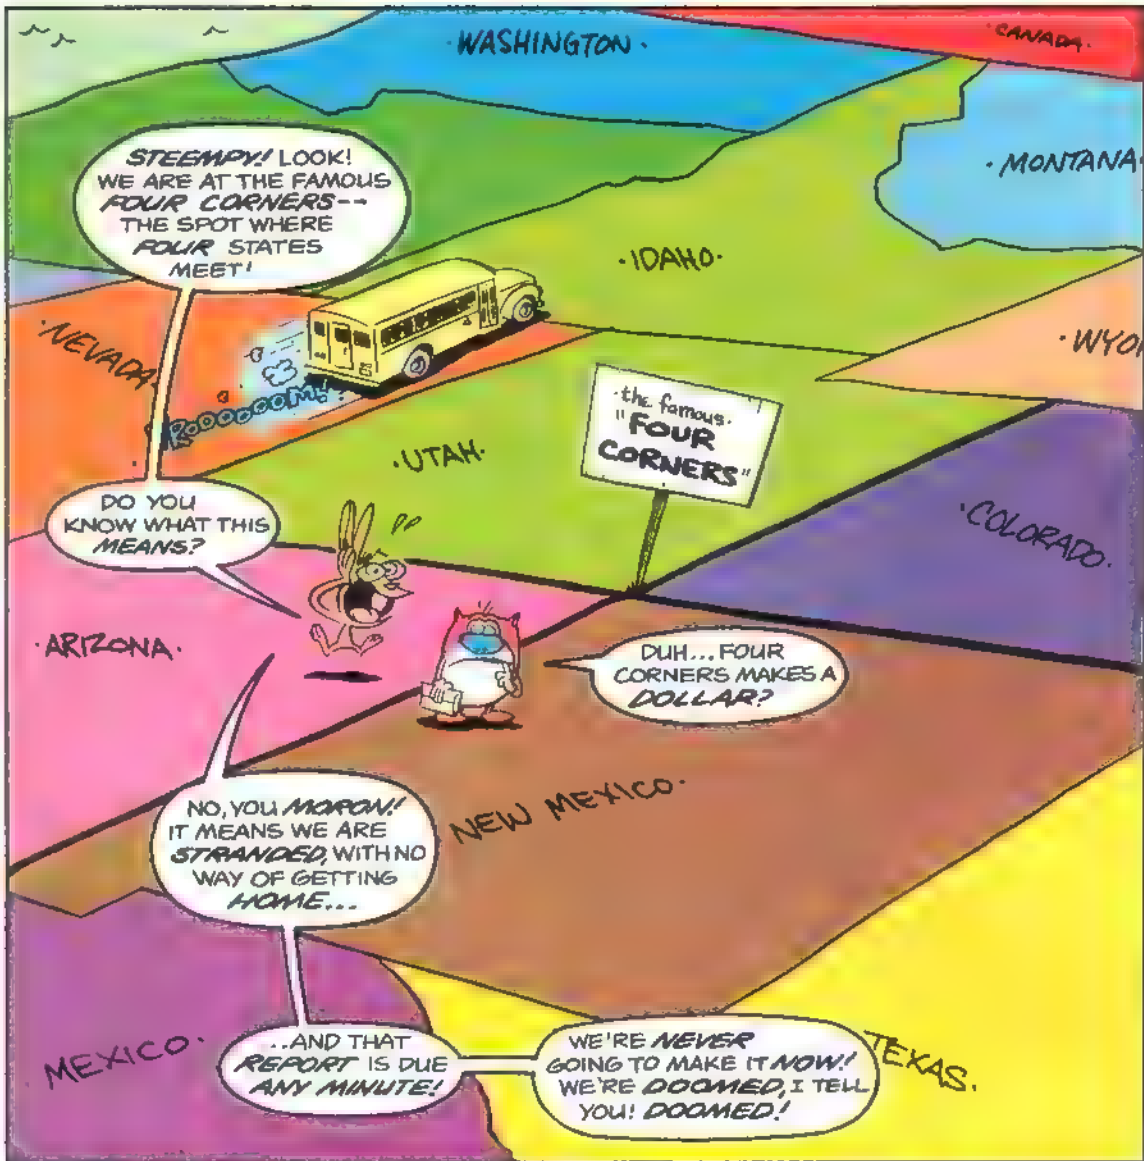 ·WASHINGTON·
·CANADA·
·MONTANA·
STEEMPY! LOOK!
WE ARE AT THE FAMOUS
FOUR CORNERS--
THE SPOT WHERE
FOUR STATES
MEET!
·IDAHO·
·NEVADA·
·WYO
ROOOOOOM!
·the famous·
"FOUR
CORNERS"
·UTAH·
·COLORADO·
DO YOU
KNOW WHAT THIS
MEANS?
·ARIZONA·
DUH...FOUR
CORNERS MAKES A
DOLLAR?
NO, YOU MORON!
IT MEANS WE ARE
STRANDED, WITH NO
WAY OF GETTING
HOME...
NEW MEXICO·
·MEXICO·
...AND THAT
REPORT IS DUE
ANY MINUTE!
WE'RE NEVER
GOING TO MAKE IT NOW!
WE'RE DOOMED, I TELL
YOU! DOOMED!
TEXAS·